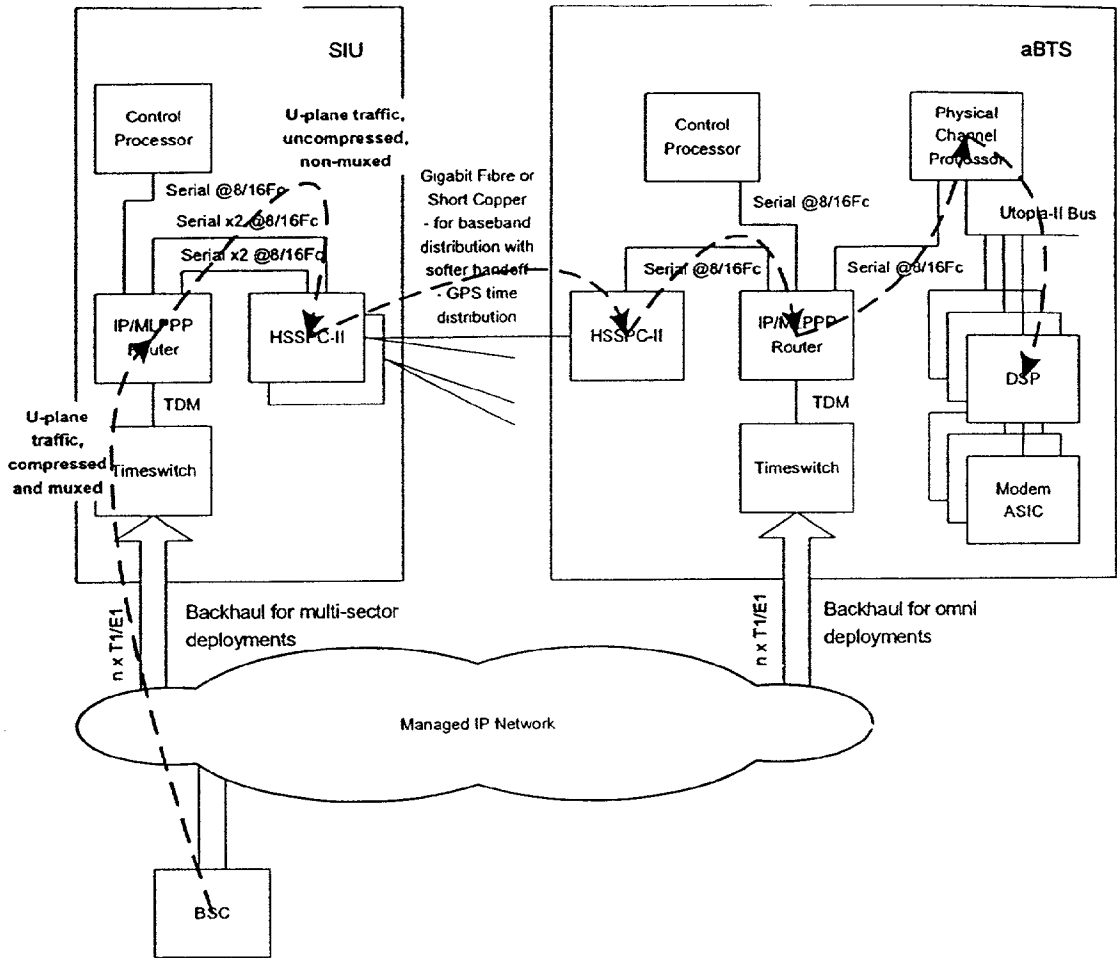 SIU
Control
Processor
U-plane traffic,
uncompressed,
non-muxed
Serial @8/16Fc
Serial x2 @8/16Fc
Serial x2 @8/16Fc
IP/MLPPP
Router
HSSPC-II
TDM
U-plane
traffic,
compressed
and muxed
Timeswitch
Gigabit Fibre or
Short Copper
- for baseband
distribution with
softer handoff
- GPS time
distribution
aBTS
Control
Processor
Physical
Channel
Processor
Serial @8/16Fc
Utopia-II Bus
Serial @8/16Fc
Serial @8/16Fc
HSSPC-II
IP/MLPPP
Router
DSP
TDM
Timeswitch
Modem
ASIC
n x T1/E1
Backhaul for multi-sector
deployments
n x T1/E1
Backhaul for omni
deployments
Managed IP Network
BSC